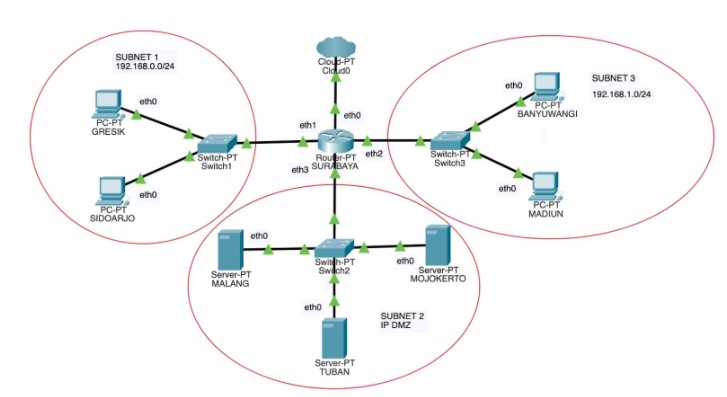 SUBNET 1
192.168.0.0/24
eth0
PC-PT
GRESIK
Switch-PT
Switch1
eth0
PC-PT
SIDOARJO
Cloud-PT
Cloud0
eth0
eth1
Router-PT
SURABAYA
eth2
eth3
SUBNET 3
192.168.1.0/24
eth0
PC-PT
BANYUWANGI
Switch-PT
Switch3
eth0
PC-PT
MADIUN
eth0
Server-PT
MALANG
Switch-PT
Switch2
eth0
Server-PT
MOJOKERTO
eth0
Server-PT
TUBAN
SUBNET 2
IP DMZ